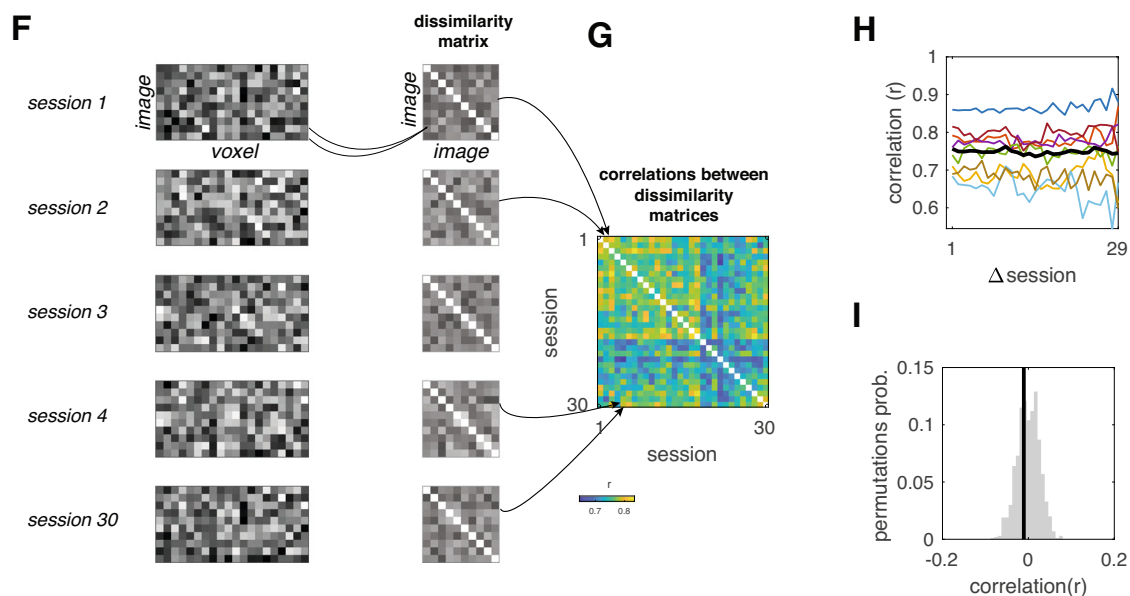 F
dissimilarity
matrix
session 1
image
voxel
image
image
session 2
session 3
session 4
session 30
G
correlations between
dissimilarity
matrices
1
session
30
1
30
session
r
0.7
0.8
H
1
0.9
0.8
0.7
0.6
correlation (r)
1
29
Δ session
I
0.15
0.1
0.05
0
permutations prob.
-0.2
0
0.2
correlation(r)